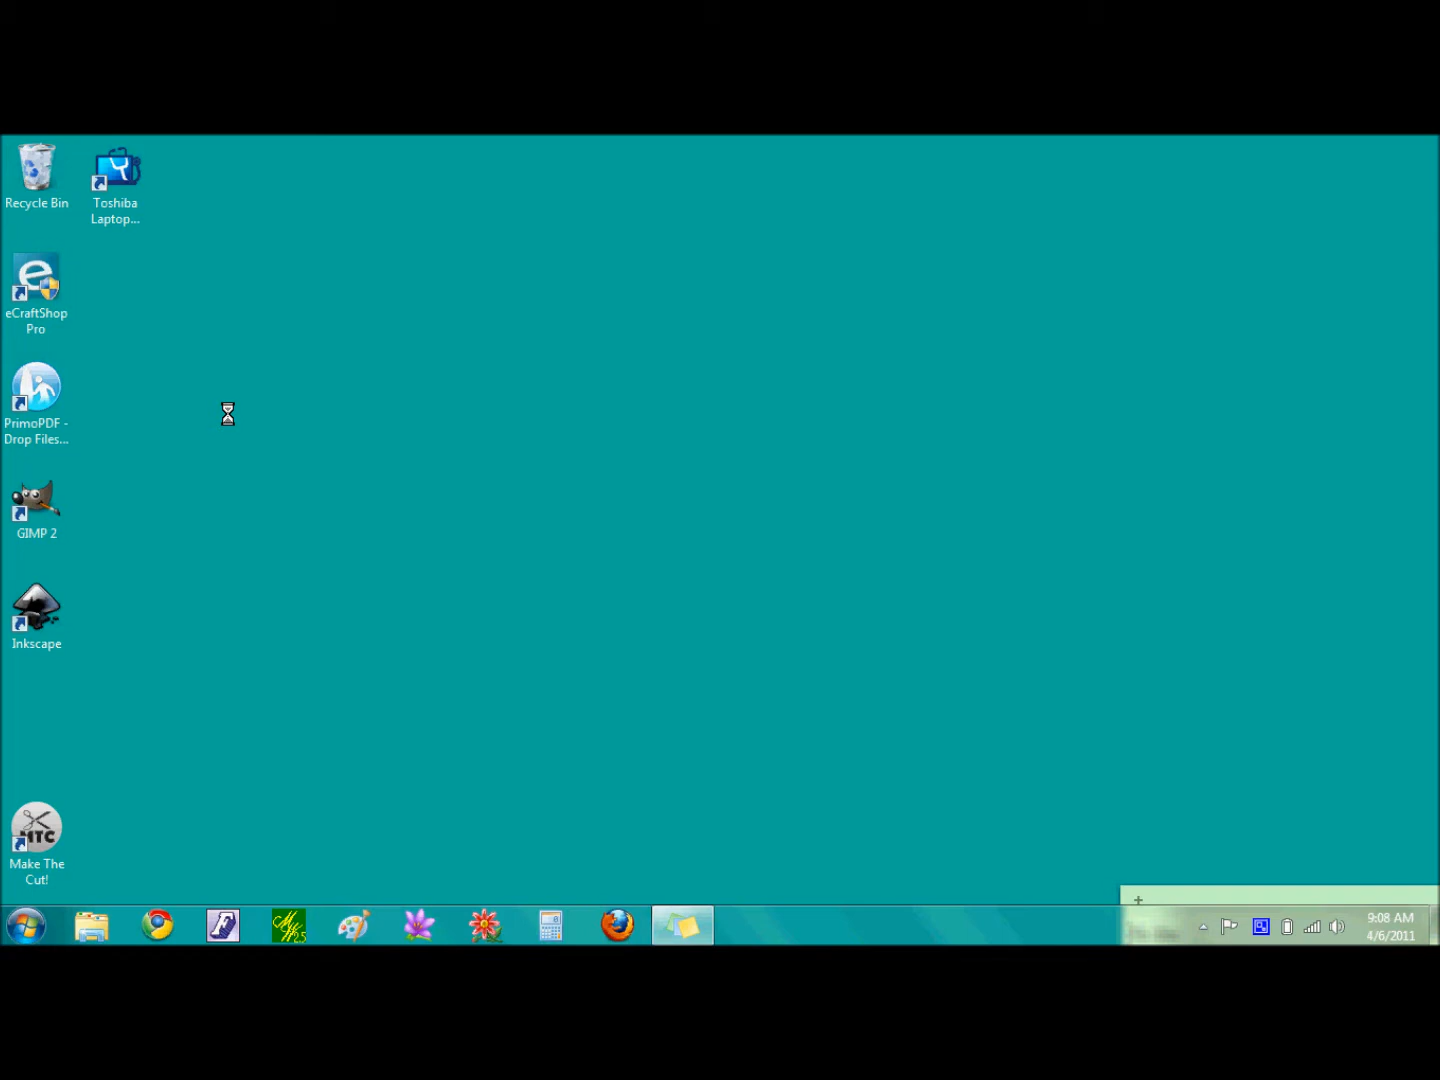 Recycle Bin
Toshiba
Laptop...
eCraftShop
Pro
PrimoPDF -
Drop Files...
GIMP 2
Inkscape
MTC
Make The
Cut!
9:08 AM
4/6/2011